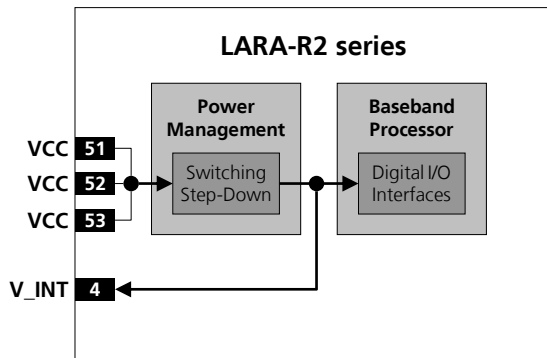 LARA-R2 series
Power
Management
Baseband
Processor
VCC 51
VCC 52
VCC 53
Switching
Step-Down
Digital I/O
Interfaces
V_INT 4